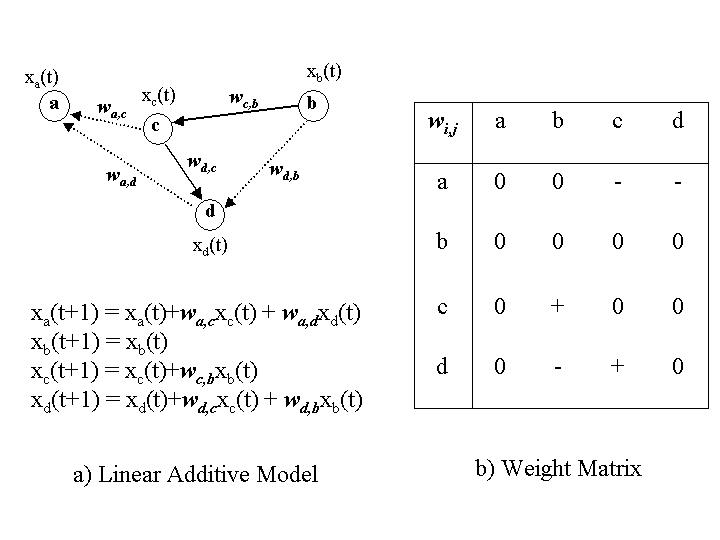 xa(t)
a
wa,c
xc(t)
c
wc,b
xb(t)
b
wa,d
wd,c
wd,b
d
xd(t)
xa(t+1) = xa(t)+wa,cxc(t) + wa,dxd(t)
xb(t+1) = xb(t)
xc(t+1) = xc(t)+wc,bxb(t)
xd(t+1) = xd(t)+wd,cxc(t) + wd,bxb(t)
a) Linear Additive Model
wi,j a b c d
a 0 0 - -
b 0 0 0 0
c 0 + 0 0
d 0 - + 0
b) Weight Matrix